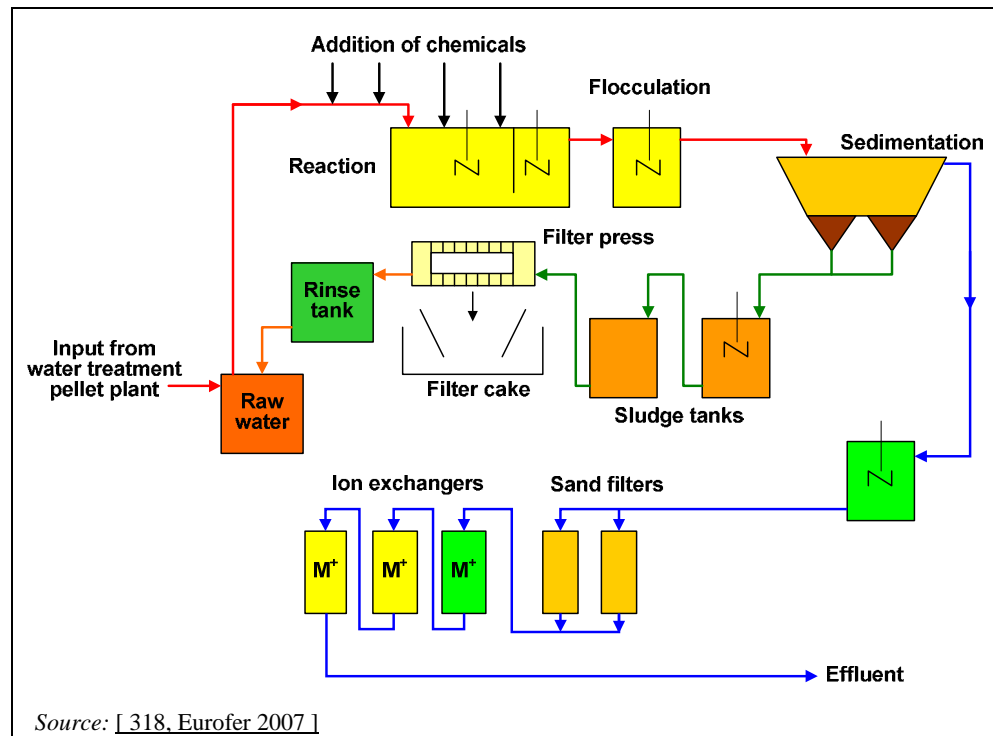 Addition of chemicals
Flocculation
Sedimentation
Reaction
Filter press
Rinse
tank
Input from
water treatment
pellet plant
Raw
water
Filter cake
Sludge tanks
Ion exchangers
Sand filters
M+
M+
M+
Effluent
Source: [ 318, Eurofer 2007 ]